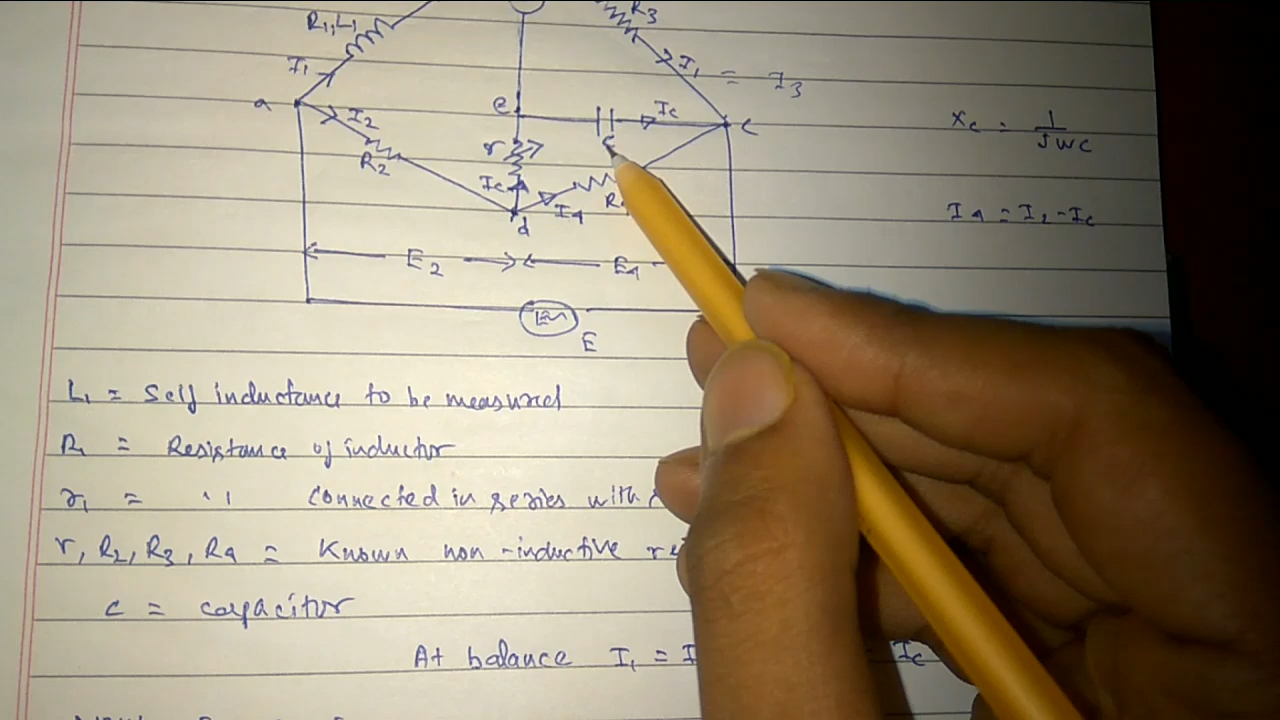 R1, L1
R3
I1
I1 = I3
a
I2
e
Ic
c
Xc = 1/JWC
R2
r
Ic
I4
I4 = I2 - Ic
d
E2
E4
E
L1 = Self inductance to be measured
R1 = Resistance of inductor
r1 = " connected in series with
r, R2, R3, R4 = Known non-inductive
C = capacitor
At balance I1 = Ic